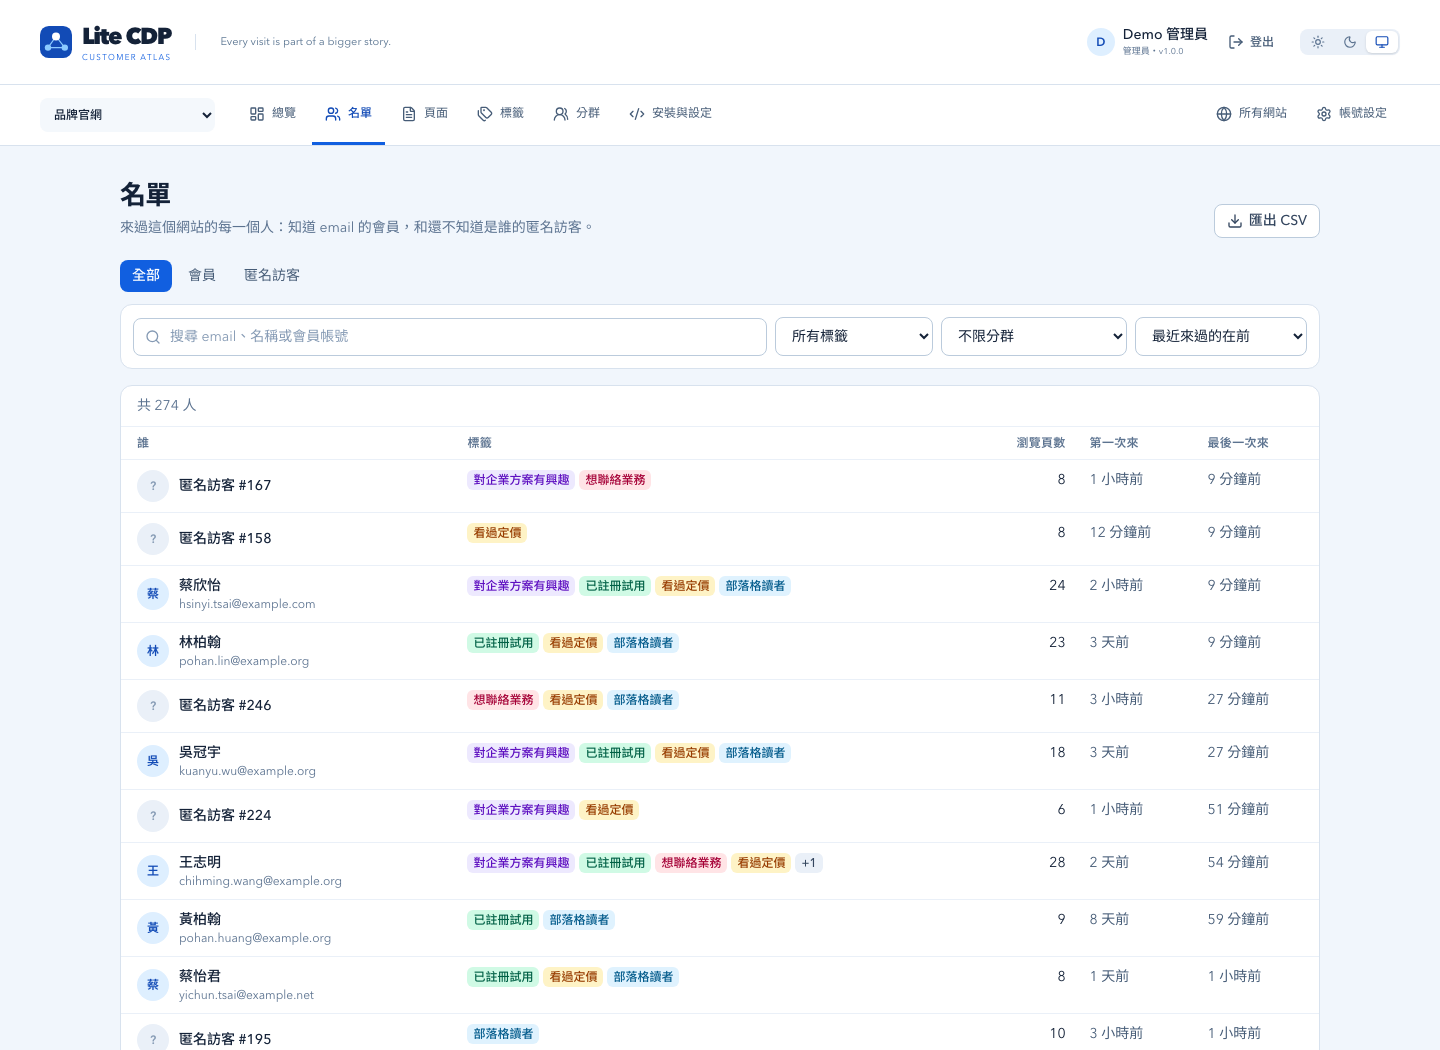 Lite CDP
CUSTOMER ATLAS
Every visit is part of a bigger story.
D
Demo 管理員
管理員・v1.0.0
登出
品牌官網
總覽
名單
頁面
標籤
分群
安裝與設定
所有網站
帳號設定
名單
來過這個網站的每一個人：知道 email 的會員，和還不知道是誰的匿名訪客。
匯出 CSV
全部 會員 匿名訪客
搜尋 email、名稱或會員帳號
所有標籤
不限分群
最近來過的在前
共 274 人
誰 標籤 瀏覽頁數 第一次來 最後一次來
? 匿名訪客 #167 對企業方案有興趣 想聯絡業務 8 1 小時前 9 分鐘前
? 匿名訪客 #158 看過定價 8 12 分鐘前 9 分鐘前
蔡 蔡欣怡 對企業方案有興趣 已註冊試用 看過定價 部落格讀者 24 2 小時前 9 分鐘前
hsinyi.tsai@example.com
林 林柏翰 已註冊試用 看過定價 部落格讀者 23 3 天前 9 分鐘前
pohan.lin@example.org
? 匿名訪客 #246 想聯絡業務 看過定價 部落格讀者 11 3 小時前 27 分鐘前
吳 吳冠宇 對企業方案有興趣 已註冊試用 看過定價 部落格讀者 18 3 天前 27 分鐘前
kuanyu.wu@example.org
? 匿名訪客 #224 對企業方案有興趣 看過定價 6 1 小時前 51 分鐘前
王 王志明 對企業方案有興趣 已註冊試用 想聯絡業務 看過定價 +1 28 2 天前 54 分鐘前
chihming.wang@example.org
黃 黃柏翰 已註冊試用 部落格讀者 9 8 天前 59 分鐘前
pohan.huang@example.org
蔡 蔡怡君 已註冊試用 看過定價 部落格讀者 8 1 天前 1 小時前
yichun.tsai@example.net
? 匿名訪客 #195 部落格讀者 10 3 小時前 1 小時前